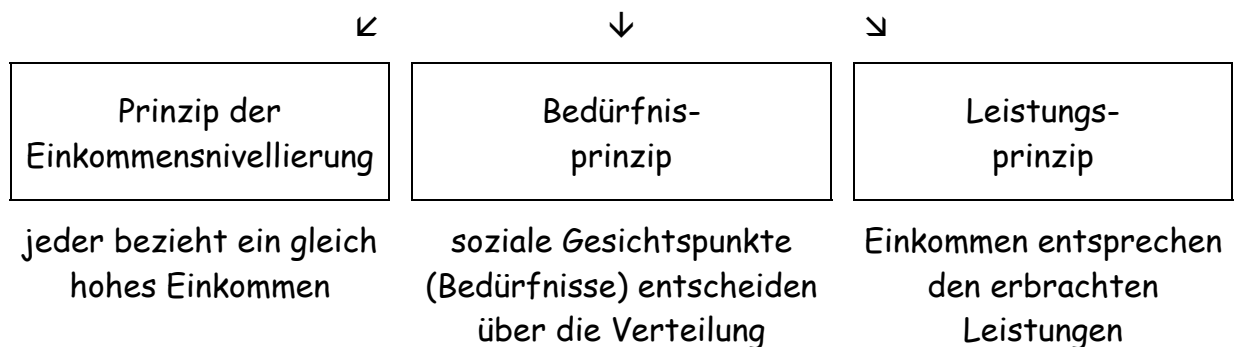 Prinzip der
Einkommensnivellierung
jeder bezieht ein gleich
hohes Einkommen
Bedürfnis-
prinzip
soziale Gesichtspunkte
(Bedürfnisse) entscheiden
über die Verteilung
Leistungs-
prinzip
Einkommen entsprechen
den erbrachten
Leistungen